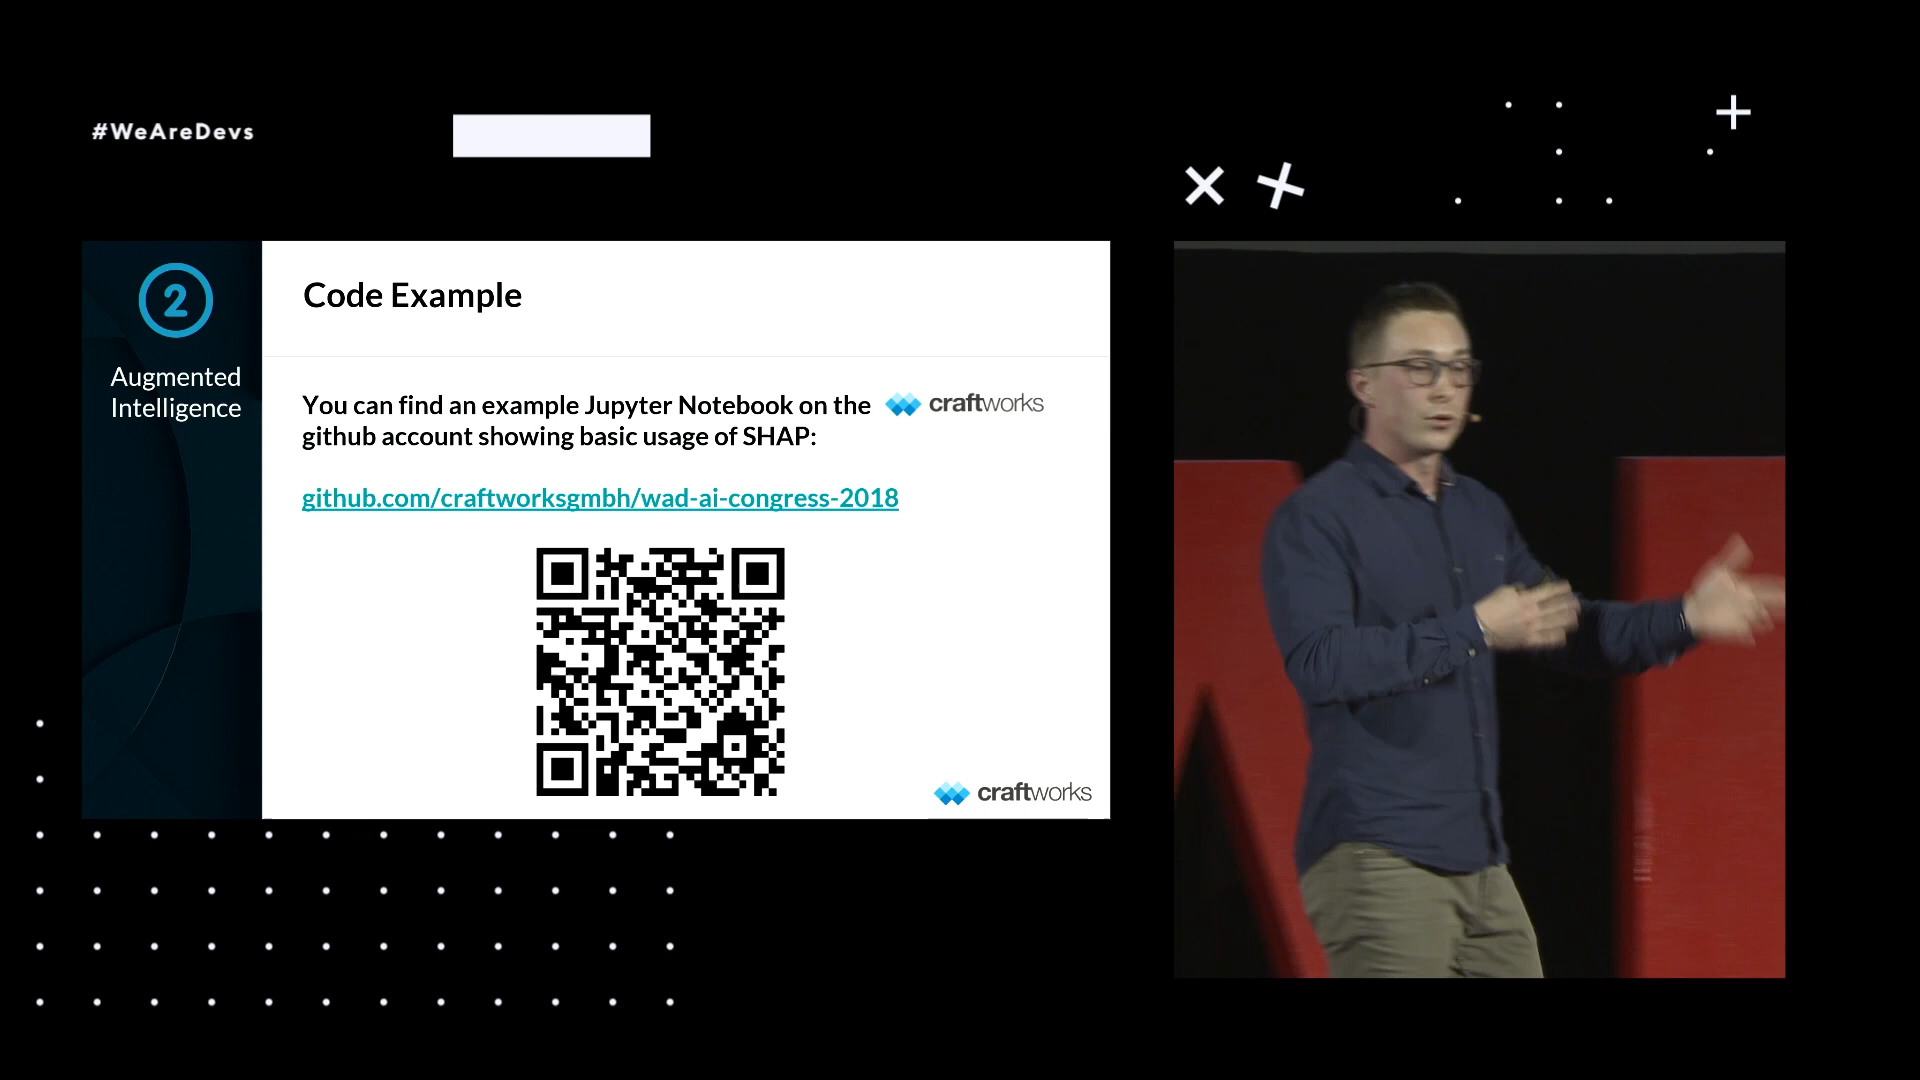 #WeAreDevs
2
Augmented
Intelligence
Code Example
You can find an example Jupyter Notebook on the craftworks
github account showing basic usage of SHAP:
github.com/craftworksgmbh/wad-ai-congress-2018
craftworks